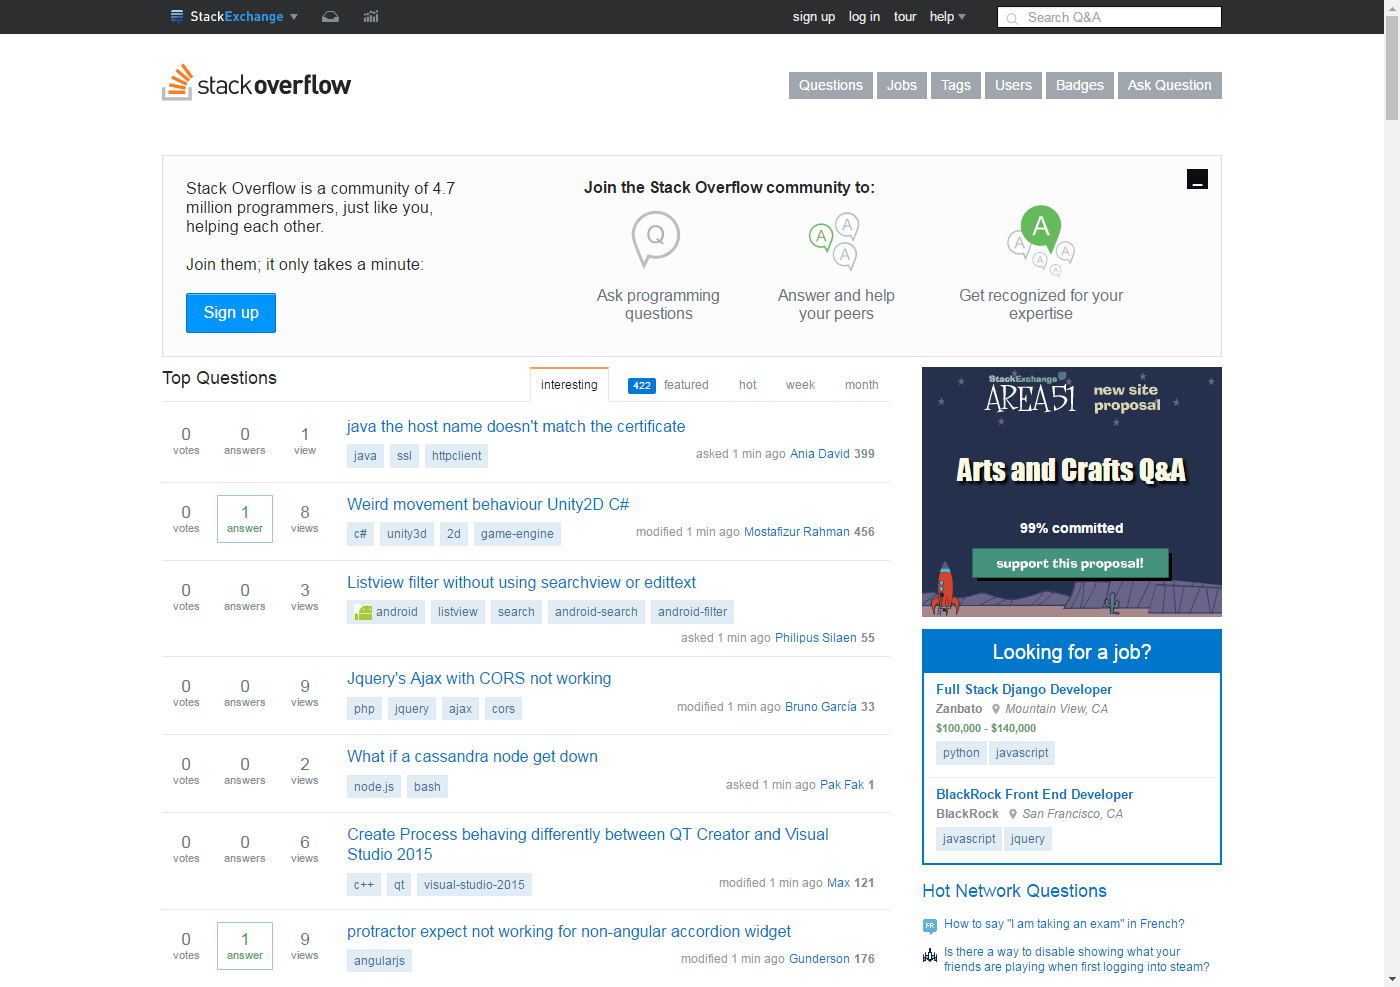 StackExchange
sign up log in tour help
Search Q&A
stackoverflow
Questions Jobs Tags Users Badges Ask Question
Stack Overflow is a community of 4.7
million programmers, just like you,
helping each other.
Join them; it only takes a minute:
Sign up
Join the Stack Overflow community to:
Q
Ask programming
questions
A A A
Answer and help
your peers
A A A A A
Get recognized for your
expertise
Top Questions
interesting 422 featured hot week month
0 votes 0 answers 1 view
java the host name doesn't match the certificate
java ssl httpclient
asked 1 min ago Ania David 399
0 votes 1 answer 8 views
Weird movement behaviour Unity2D C#
c# unity3d 2d game-engine
modified 1 min ago Mostafizur Rahman 456
0 votes 0 answers 3 views
Listview filter without using searchview or edittext
android listview search android-search android-filter
asked 1 min ago Philipus Silaen 55
0 votes 0 answers 9 views
Jquery's Ajax with CORS not working
php jquery ajax cors
modified 1 min ago Bruno García 33
0 votes 0 answers 2 views
What if a cassandra node get down
node.js bash
asked 1 min ago Pak Fak 1
0 votes 0 answers 6 views
Create Process behaving differently between QT Creator and Visual
Studio 2015
c++ qt visual-studio-2015
modified 1 min ago Max 121
0 votes 1 answer 9 views
protractor expect not working for non-angular accordion widget
angularjs
modified 1 min ago Gunderson 176
StackExchange
AREA51
new site
proposal
Arts and Crafts Q&A
99% committed
support this proposal!
Looking for a job?
Full Stack Django Developer
Zanbato Mountain View, CA
$100,000 - $140,000
python javascript
BlackRock Front End Developer
BlackRock San Francisco, CA
javascript jquery
Hot Network Questions
FR How to say "I am taking an exam" in French?
Is there a way to disable showing what your
friends are playing when first logging into steam?